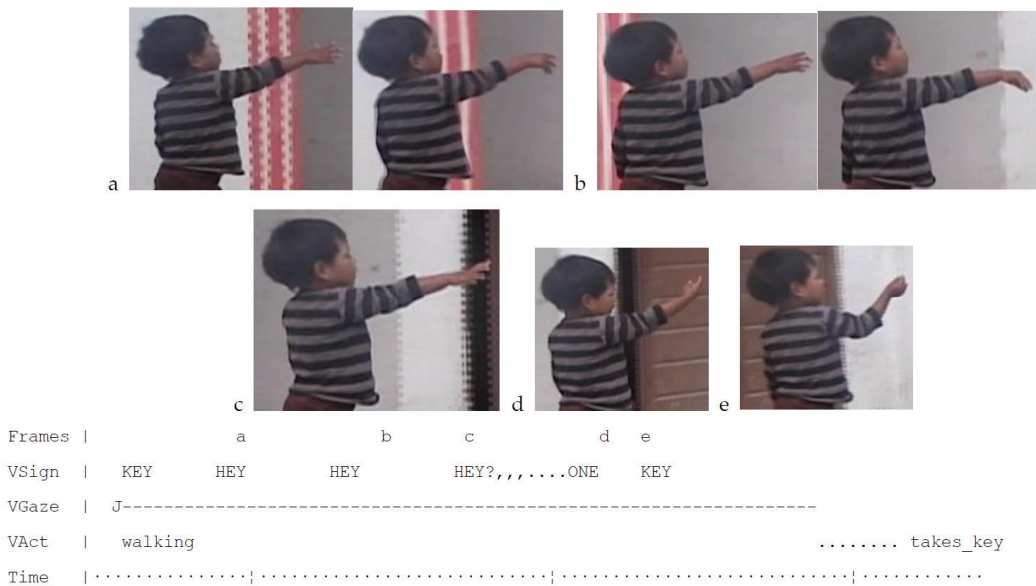 a b
c d e
Frames | a b c d e
VSign | KEY HEY HEY HEY?,,,....ONE KEY
VGaze | J-------------------------------------------------------------------
VAct | walking ........ takes_key
Time |···············¦·····························¦·····························¦············